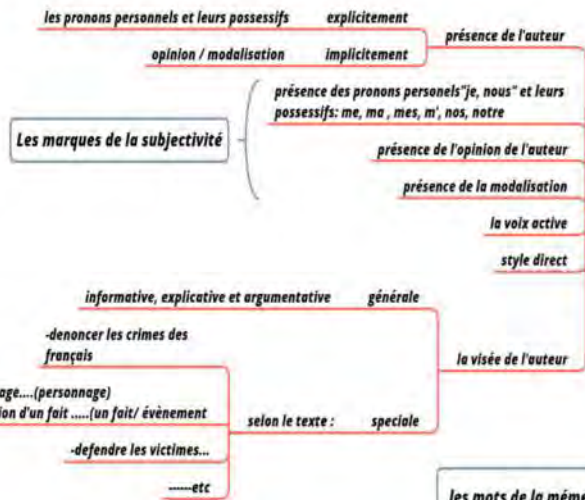 les pronons personnels et leurs possessifs explicitement
présence de l'auteur
opinion / modalisation implicitement
présence des pronons personels"je, nous" et leurs
possessifs: me, ma , mes, m', nos, notre
Les marques de la subjectivité
présence de l'opinion de l'auteur
présence de la modalisation
la voix active
style direct
informative, explicative et argumentative générale
-denoncer les crimes des
français
la visée de l'auteur
age....(personnage)
ion d'un fait .....(un fait/ évènement
selon le texte : speciale
-defendre les victimes...
------etc
les mots de la méme